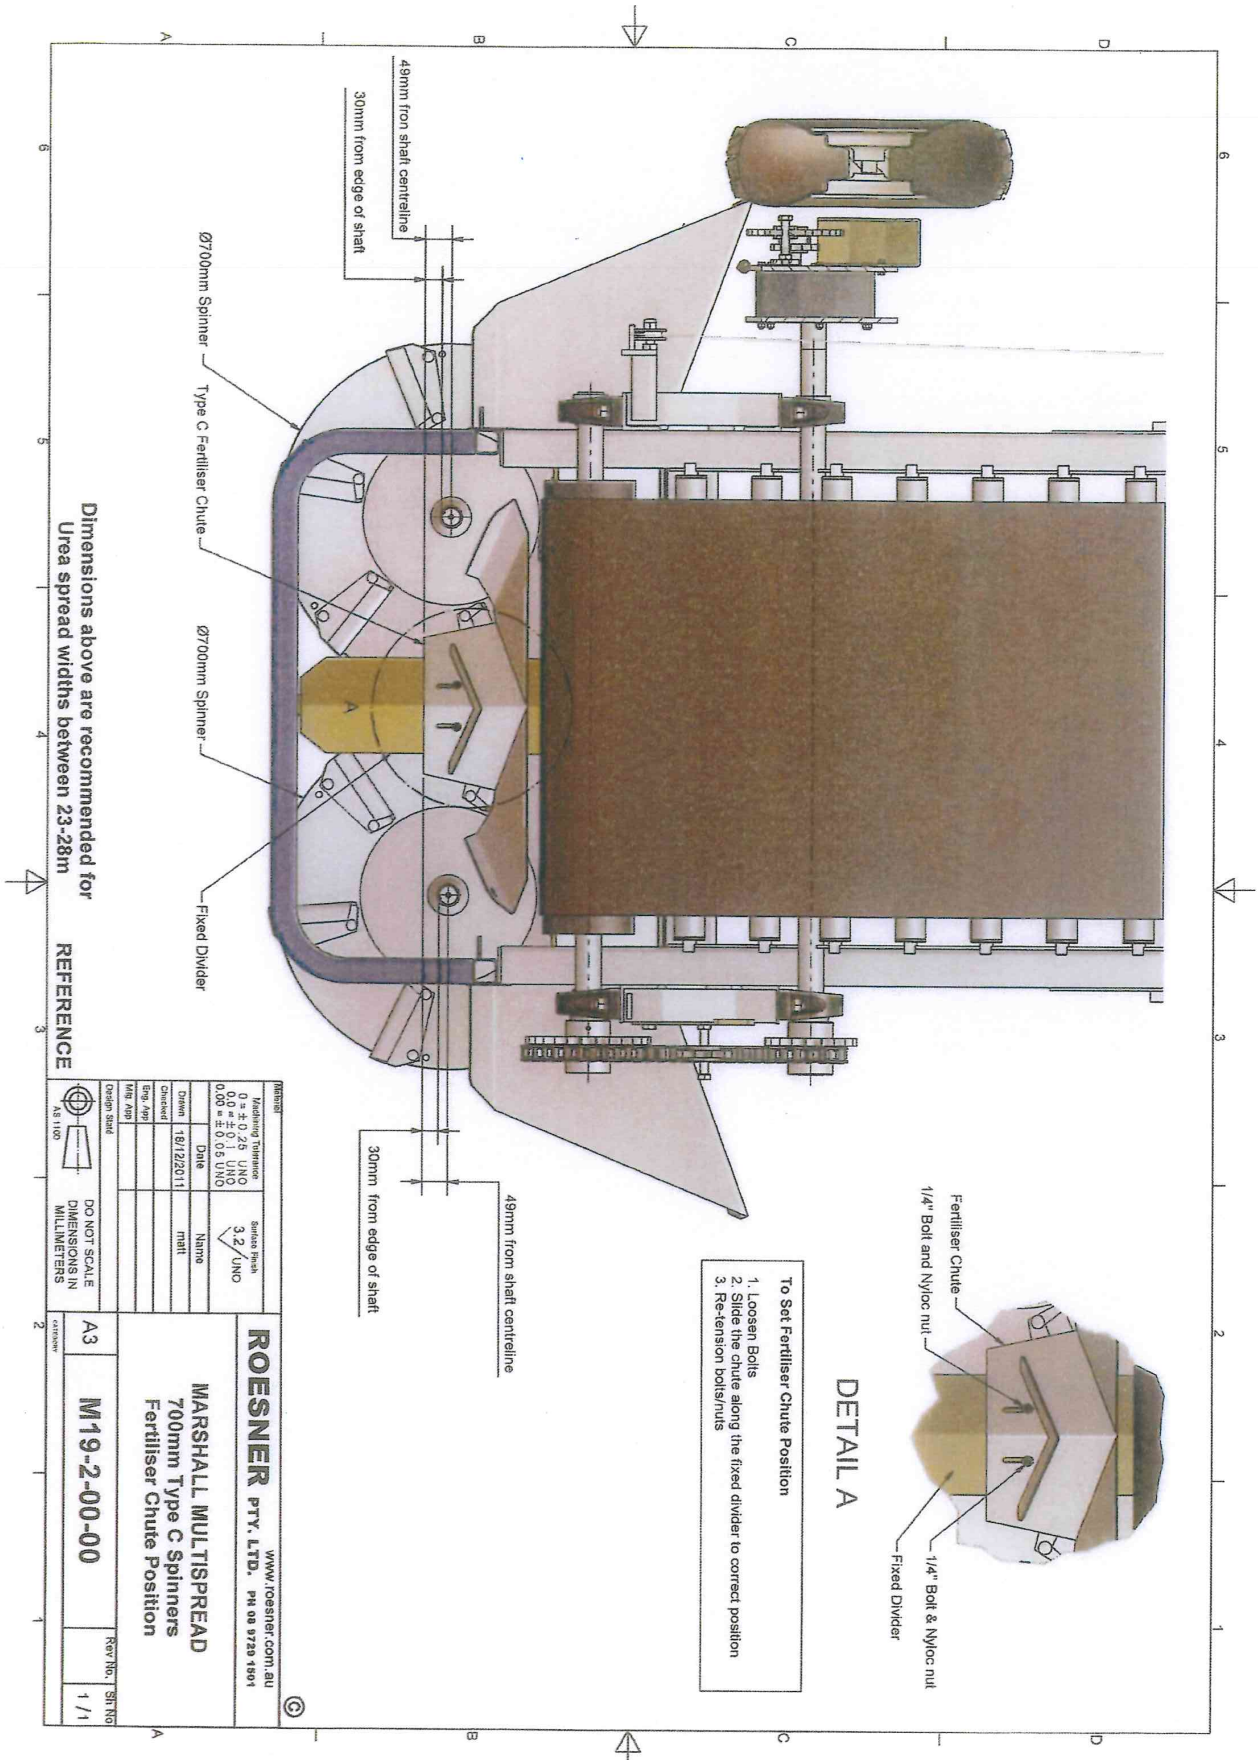 6
5
4
3
2
1
D
C
B
A
D
C
B
A
49mm fron shaft centreline
30mm from edge of shaft
Ø700mm Spinner
Type C Fertiliser Chute
Ø700mm Spinner
Fixed Divider
A
30mm from edge of shaft
49mm from shaft centreline
Fertiliser Chute
1/4" Bolt and Nyloc nut
1/4" Bolt & Nyloc nut
Fixed Divider
DETAIL A
To Set Fertiliser Chute Position
1. Loosen Bolts
2. Slide the chute along the fixed divider to correct position
3. Re-tension bolts/nuts
Dimensions above are recommended for
Urea spread widths between 23-28m
REFERENCE
©
Material
Machining Tolerance
0 = ± 0.25 UNO
0.0 = ± 0.1 UNO
0.00 = ± 0.05 UNO
Surface Finish
3.2 UNO
Date
Name
Drawn
18/12/2011
matt
Checked
Eng. App
Mfg. App
Design State
AS 1100
DO NOT SCALE
DIMENSIONS IN
MILLIMETERS
www.roesner.com.au
ROESNER PTY. LTD. PH 08 9729 1501
MARSHALL MULTISPREAD
700mm Type C Spinners
Fertiliser Chute Position
A3
M19-2-00-00
Rev No.
Sh No
1 / 1
CATEGORY
6
5
4
3
2
1